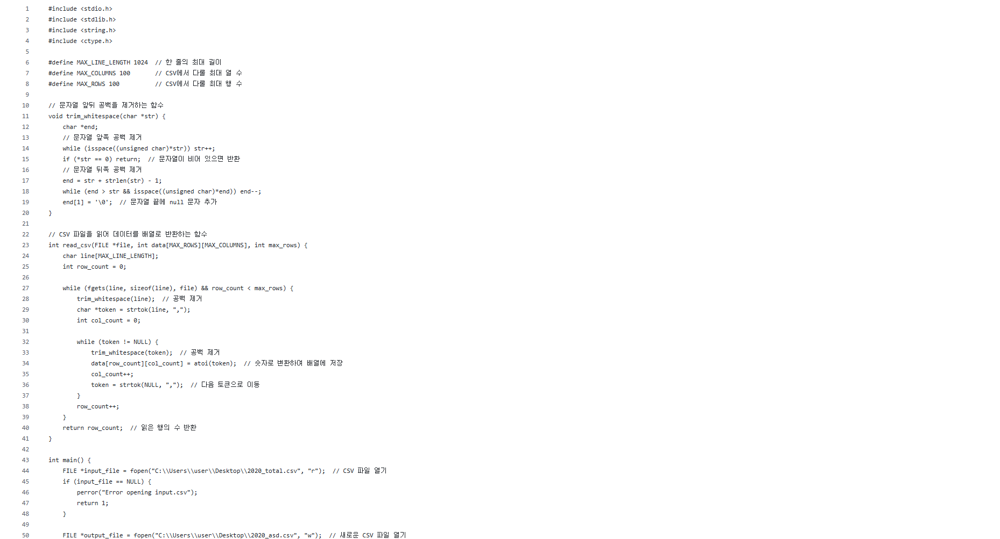 1 #include <stdio.h>
2 #include <stdlib.h>
3 #include <string.h>
4 #include <ctype.h>
5
6 #define MAX_LINE_LENGTH 1024  // 한 줄의 최대 길이
7 #define MAX_COLUMNS 100       // CSV에서 다룰 최대 열 수
8 #define MAX_ROWS 100          // CSV에서 다룰 최대 행 수
9
10 // 문자열 앞뒤 공백을 제거하는 함수
11 void trim_whitespace(char *str) {
12     char *end;
13     // 문자열 앞쪽 공백 제거
14     while (isspace((unsigned char)*str)) str++;
15     if (*str == 0) return;  // 문자열이 비어 있으면 반환
16     // 문자열 뒤쪽 공백 제거
17     end = str + strlen(str) - 1;
18     while (end > str && isspace((unsigned char)*end)) end--;
19     end[1] = '\0';  // 문자열 끝에 null 문자 추가
20 }
21
22 // CSV 파일을 읽어 데이터를 배열로 반환하는 함수
23 int read_csv(FILE *file, int data[MAX_ROWS][MAX_COLUMNS], int max_rows) {
24     char line[MAX_LINE_LENGTH];
25     int row_count = 0;
26
27     while (fgets(line, sizeof(line), file) && row_count < max_rows) {
28         trim_whitespace(line);  // 공백 제거
29         char *token = strtok(line, ",");
30         int col_count = 0;
31
32         while (token != NULL) {
33             trim_whitespace(token);  // 공백 제거
34             data[row_count][col_count] = atoi(token);  // 숫자로 변환하여 배열에 저장
35             col_count++;
36             token = strtok(NULL, ",");  // 다음 토큰으로 이동
37         }
38         row_count++;
39     }
40     return row_count;  // 읽은 행의 수 반환
41 }
42
43 int main() {
44     FILE *input_file = fopen("C:\\Users\\user\\Desktop\\2020_total.csv", "r");  // CSV 파일 열기
45     if (input_file == NULL) {
46         perror("Error opening input.csv");
47         return 1;
48     }
49
50     FILE *output_file = fopen("C:\\Users\\user\\Desktop\\2020_asd.csv", "w");  // 새로운 CSV 파일 열기